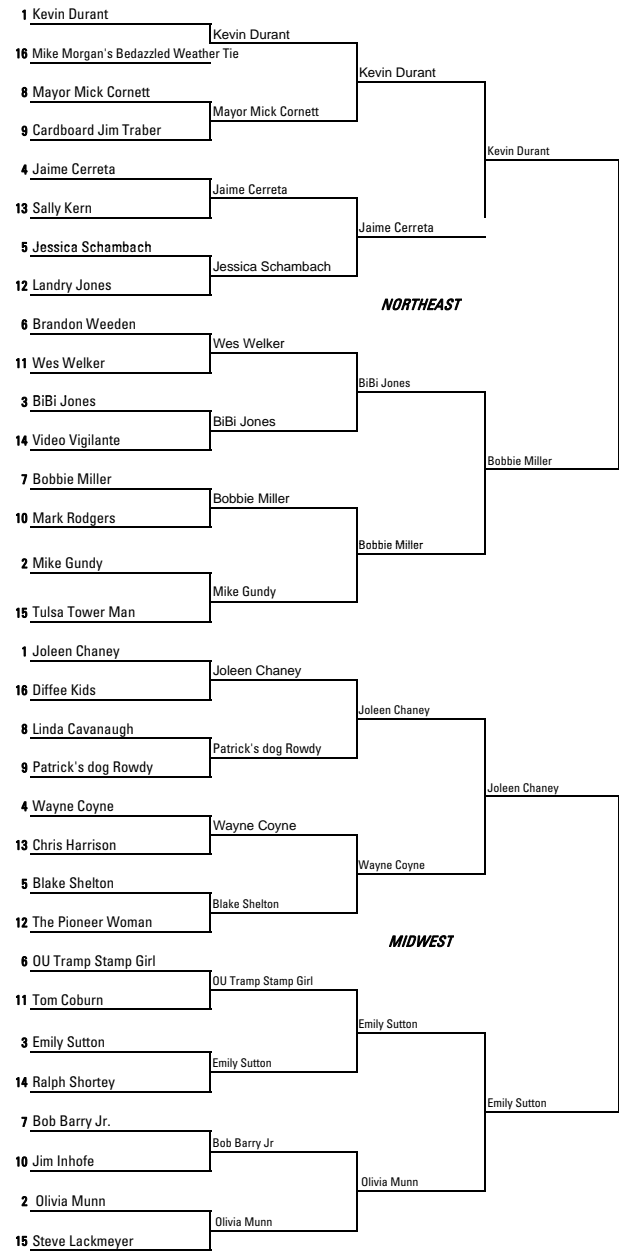 1 Kevin Durant
Kevin Durant
16 Mike Morgan's Bedazzled Weather Tie
Kevin Durant
8 Mayor Mick Cornett
Mayor Mick Cornett
9 Cardboard Jim Traber
Kevin Durant
4 Jaime Cerreta
Jaime Cerreta
13 Sally Kern
Jaime Cerreta
5 Jessica Schambach
Jessica Schambach
12 Landry Jones
NORTHEAST
6 Brandon Weeden
Wes Welker
11 Wes Welker
BiBi Jones
3 BiBi Jones
BiBi Jones
14 Video Vigilante
Bobbie Miller
7 Bobbie Miller
Bobbie Miller
10 Mark Rodgers
Bobbie Miller
2 Mike Gundy
Mike Gundy
15 Tulsa Tower Man
1 Joleen Chaney
Joleen Chaney
16 Diffee Kids
Joleen Chaney
8 Linda Cavanaugh
Patrick's dog Rowdy
9 Patrick's dog Rowdy
Joleen Chaney
4 Wayne Coyne
Wayne Coyne
13 Chris Harrison
Wayne Coyne
5 Blake Shelton
Blake Shelton
12 The Pioneer Woman
MIDWEST
6 OU Tramp Stamp Girl
OU Tramp Stamp Girl
11 Tom Coburn
Emily Sutton
3 Emily Sutton
Emily Sutton
14 Ralph Shortey
Emily Sutton
7 Bob Barry Jr.
Bob Barry Jr
10 Jim Inhofe
Olivia Munn
2 Olivia Munn
Olivia Munn
15 Steve Lackmeyer